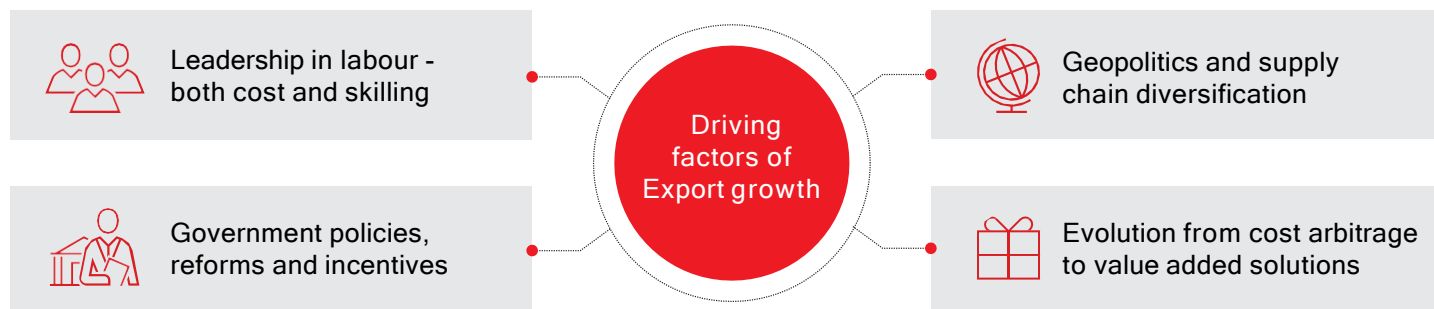 Leadership in labour -
both cost and skilling
Government policies,
reforms and incentives
Driving
factors of
Export growth
Geopolitics and supply
chain diversification
Evolution from cost arbitrage
to value added solutions